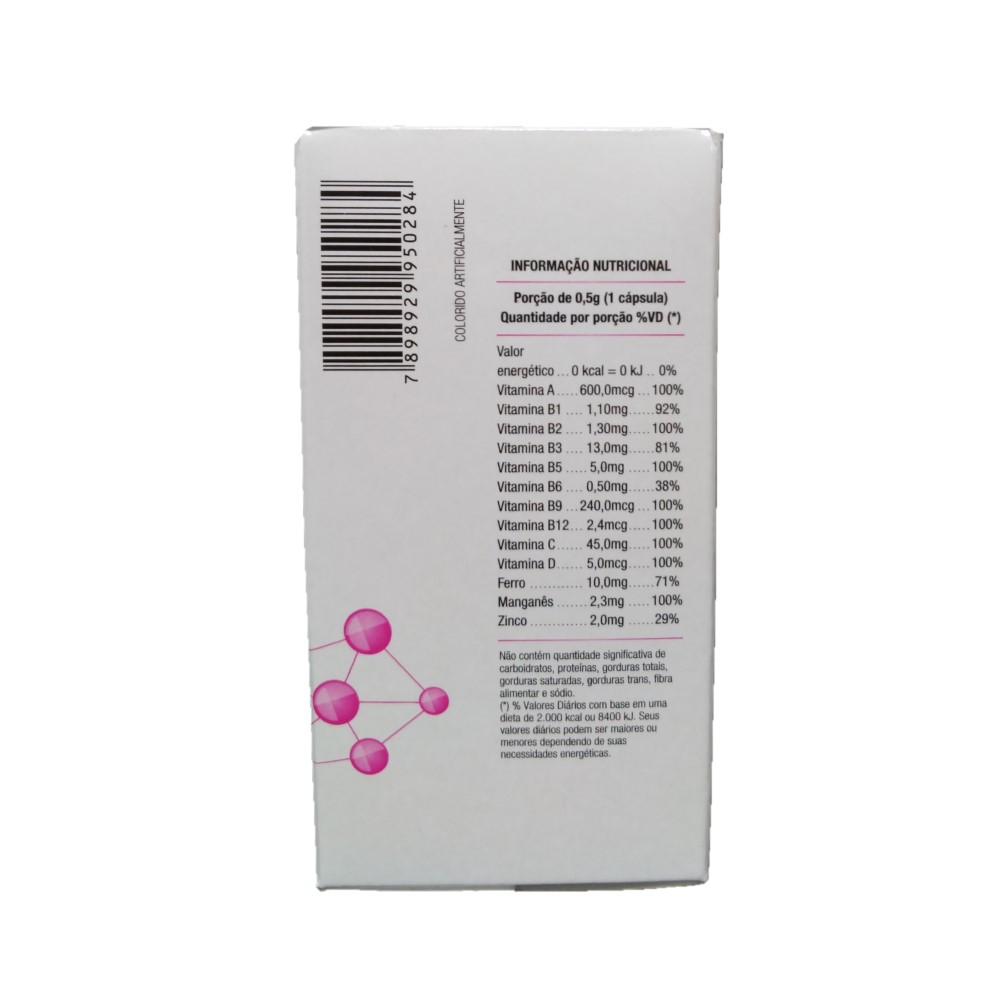 7 898929 950284
COLORIDO ARTIFICIALMENTE
INFORMAÇÃO NUTRICIONAL
Porção de 0,5g (1 cápsula)
Quantidade por porção %VD (*)
Valor
energético ... 0 kcal = 0 kJ .. 0%
Vitamina A ..... 600,0mcg ... 100%
Vitamina B1 .... 1,10mg ...... 92%
Vitamina B2 .... 1,30mg ..... 100%
Vitamina B3 .... 13,0mg ...... 81%
Vitamina B5 .... 5,0mg ..... 100%
Vitamina B6 .... 0,50mg ...... 38%
Vitamina B9 ... 240,0mcg ... 100%
Vitamina B12 ... 2,4mcg ..... 100%
Vitamina C ...... 45,0mg ..... 100%
Vitamina D ...... 5,0mcg ..... 100%
Ferro ............ 10,0mg ...... 71%
Manganês ....... 2,3mg ..... 100%
Zinco ............. 2,0mg ...... 29%
Não contém quantidade significativa de
carboidratos, proteínas, gorduras totais,
gorduras saturadas, gorduras trans, fibra
alimentar e sódio.
(*) % Valores Diários com base em uma
dieta de 2.000 kcal ou 8400 kJ. Seus
valores diários podem ser maiores ou
menores dependendo de suas
necessidades energéticas.